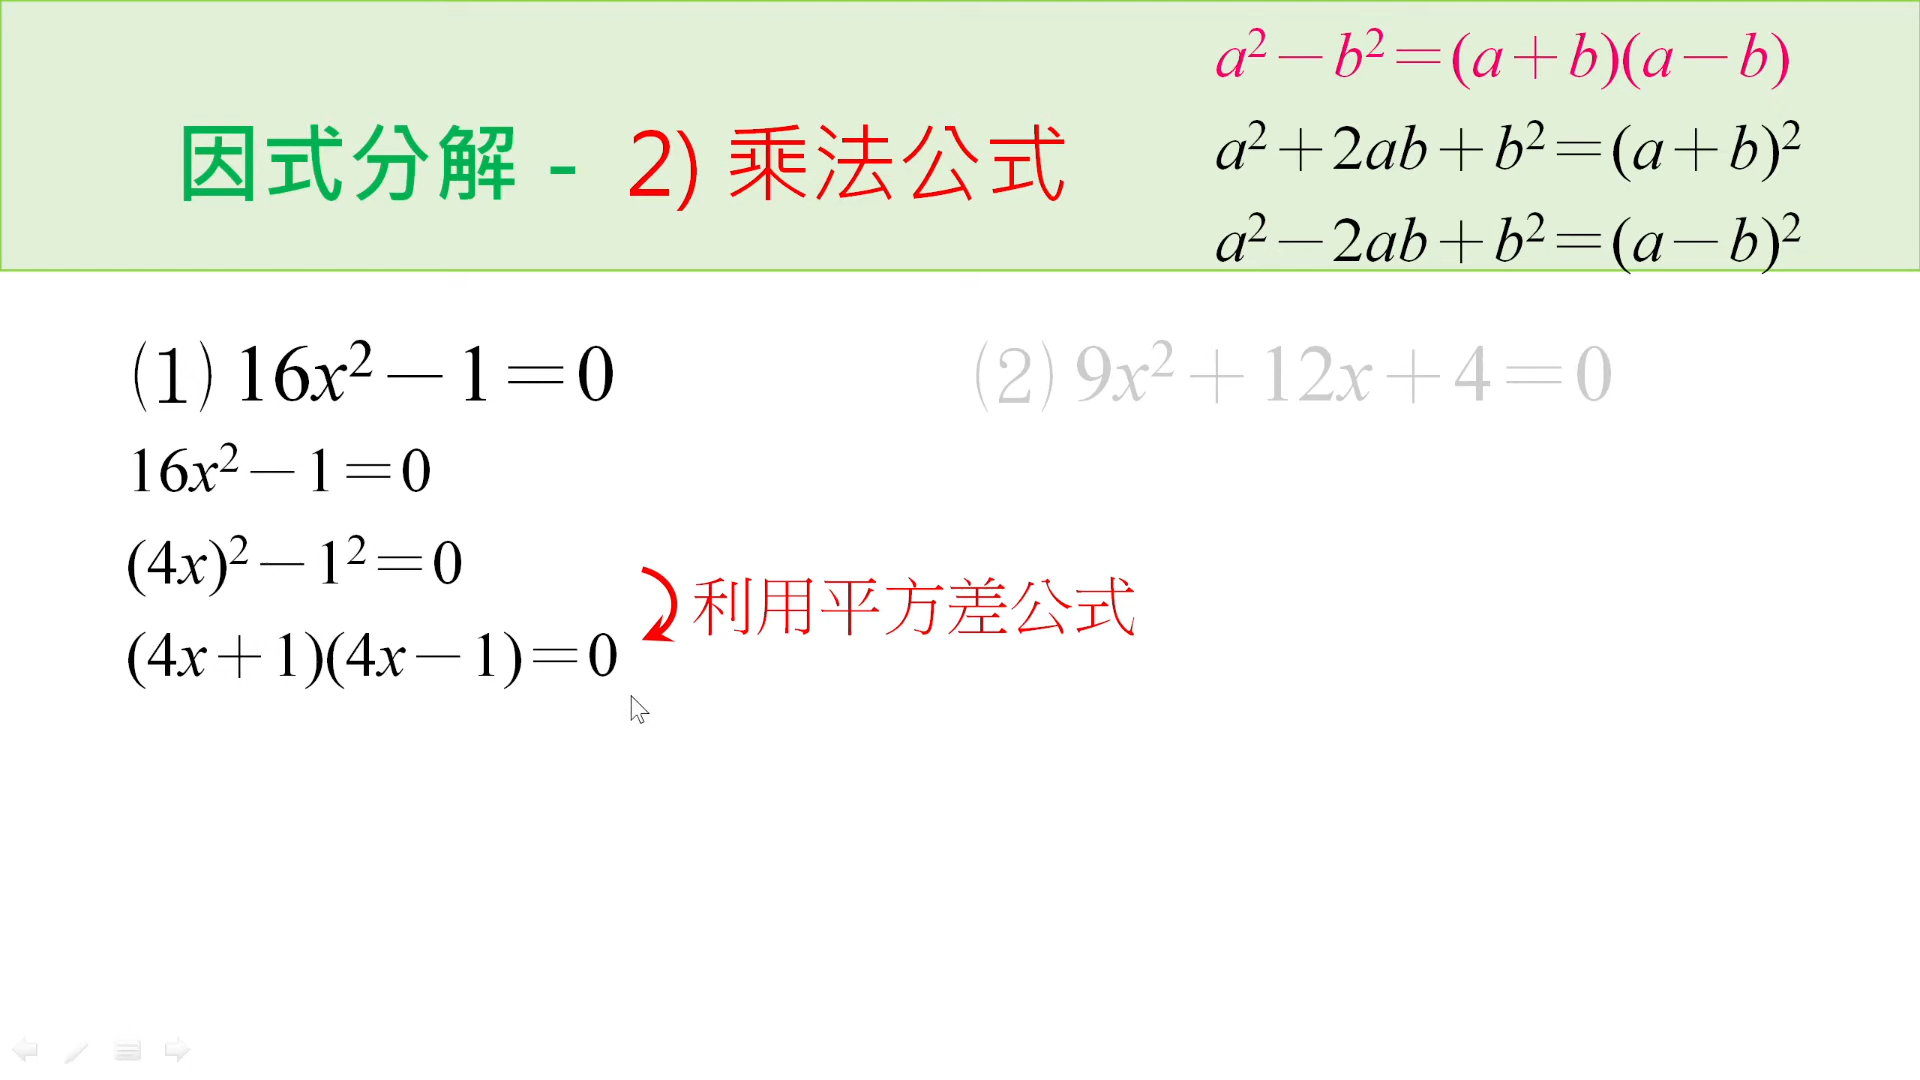 因式分解 - 2) 乘法公式
a²－b²＝(a＋b)(a－b)
a²＋2ab＋b²＝(a＋b)²
a²－2ab＋b²＝(a－b)²
(1) 16x²－1＝0
16x²－1＝0
(4x)²－1²＝0
利用平方差公式
(4x＋1)(4x－1)＝0
(2) 9x²＋12x＋4＝0